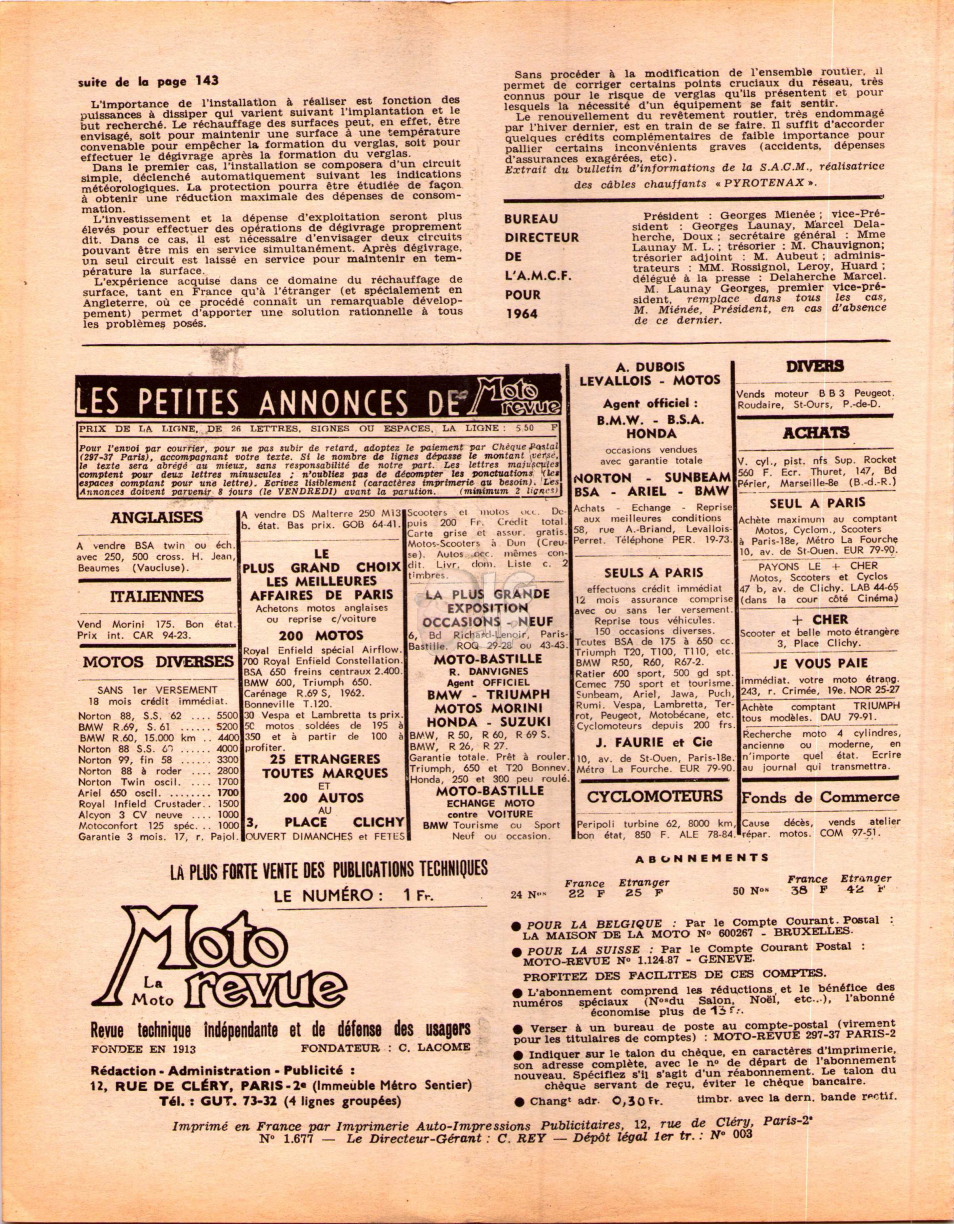 suite de la page 143
L'importance de l'installation à réaliser est fonction des
puissances à dissiper qui varient suivant l'implantation et le
but recherché. Le réchauffage des surfaces peut, en effet, être
envisagé, soit pour maintenir une surface à une température
convenable pour empêcher la formation du verglas, soit pour
effectuer le dégivrage après la formation du verglas.
Dans le premier cas, l'installation se composera d'un circuit
simple, déclenché automatiquement suivant les indications
météorologiques. La protection pourra être étudiée de façon
à obtenir une réduction maximale des dépenses de consom-
mation.
L'investissement et la dépense d'exploitation seront plus
élevés pour effectuer des opérations de dégivrage proprement
dit. Dans ce cas, il est nécessaire d'envisager deux circuits
pouvant être mis en service simultanément. Après dégivrage,
un seul circuit est laissé en service pour maintenir en tem-
pérature la surface.
L'expérience acquise dans ce domaine du réchauffage de
surface, tant en France qu'à l'étranger (et spécialement en
Angleterre, où ce procédé connaît un remarquable dévelop-
pement) permet d'apporter une solution rationnelle à tous
les problèmes posés.
Sans procéder à la modification de l'ensemble routier, il
permet de corriger certains points cruciaux du réseau, très
connus pour le risque de verglas qu'ils présentent et pour
lesquels la nécessité d'un équipement se fait sentir.
Le renouvellement du revêtement routier, trés endommagé
par l'hiver dernier, est en train de se faire. Il suffit d'accorder
quelques crédits complémentaires de faible importance pour
pallier certains inconvénients graves (accidents, dépenses
d'assurances exagérées, etc).
Extrait du bulletin d'informations de la S.A.C.M., réalisatrice
des câbles chauffants « PYROTENAX ».
BUREAU
DIRECTEUR
DE
L'A.M.C.F.
POUR
1964
Président : Georges Mienée ; vice-Pré-
sident : Georges Launay, Marcel Dela-
herche, Doux ; secrétaire général : Mme
Launay M. L. ; trésorier : M. Chauvignon;
trésorier adjoint : M. Aubeut ; adminis-
trateurs : MM. Rossignol, Leroy, Huard ;
délégué à la presse : Delaherche Marcel.
M. Launay Georges, premier vice-pré-
sident, remplace dans tous les cas,
M. Miénée, Président, en cas d'absence
de ce dernier.
LES PETITES ANNONCES DE Moto revue
PRIX DE LA LIGNE, DE 26 LETTRES, SIGNES OU ESPACES, LA LIGNE : 5.50 F
Pour l'envoi par courrier, pour ne pas subir de retard, adoptez le paiement par Chèque Postal
(297-37 Paris), accompagnant votre texte. Si le nombre de lignes dépasse le montant versé,
le texte sera abrégé au mieux, sans responsabilité de notre part. Les lettres majuscules
comptent pour deux lettres minuscules ; n'oubliez pas de décompter les ponctuations (les
espaces comptant pour une lettre). Ecrivez lisiblement (caractères imprimerie au besoin). Les
Annonces doivent parvenir 8 jours (le VENDREDI) avant la parution. (minimum 2 lignes)
ANGLAISES
A vendre BSA twin ou éch.
avec 250, 500 cross. H. Jean,
Beaumes (Vaucluse).
ITALIENNES
Vend Morini 175. Bon état.
Prix int. CAR 94-23.
MOTOS DIVERSES
SANS 1er VERSEMENT
18 mois crédit immédiat.
Norton 88, S.S. 62 .... 5500
BMW R.69, S. 61 ...... 5200
BMW R.60, 15.000 km .. 4400
Norton 88 S.S. 60 ...... 4000
Norton 99, fin 58 ...... 3300
Norton 88 à roder .... 2800
Norton Twin oscil. .... 1700
Ariel 650 oscil. ........ 1700
Royal Infield Crustader.. 1500
Alcyon 3 CV neuve .... 1000
Motoconfort 125 spéc... 1000
Garantie 3 mois. 17, r. Pajol.
A vendre DS Malterre 250 M13
b. état. Bas prix. GOB 64-41.
LE
PLUS GRAND CHOIX
LES MEILLEURES
AFFAIRES DE PARIS
Achetons motos anglaises
ou reprise c/voiture
200 MOTOS
Royal Enfield spécial Airflow.
700 Royal Enfield Constellation.
BSA 650 freins centraux 2.400.
BMW 600, Triumph 650.
Carénage R.69 S, 1962.
Bonneville T.120.
30 Vespa et Lambretta ts prix.
50 motos soldées de 195 à
350 et à partir de 100 à
profiter.
25 ETRANGERES
TOUTES MARQUES
ET
200 AUTOS
AU
3, PLACE CLICHY
OUVERT DIMANCHES et FETES
Scooters et motos occ. De-
puis 200 Fr. Crédit total.
Carte grise et assur. gratis.
Motos-Scooters à Dun (Creu-
se). Autos occ. mêmes con-
dit. Livr. dom. Liste c. 2
timbres.
LA PLUS GRANDE
EXPOSITION
OCCASIONS - NEUF
6, Bd Richard-Lenoir, Paris-
Bastille. ROQ 29-28 ou 43-43.
MOTO-BASTILLE
R. DANVIGNES
Agent OFFICIEL
BMW - TRIUMPH
MOTOS MORINI
HONDA - SUZUKI
BMW, R 50, R 60, R 69 S.
BMW, R 26, R 27.
Garantie totale. Prêt à rouler.
Triumph, 650 et T20 Bonnev.
Honda, 250 et 300 peu roulé.
MOTO-BASTILLE
ECHANGE MOTO
contre VOITURE
BMW Tourisme ou Sport
Neuf ou occasion.
A. DUBOIS
LEVALLOIS - MOTOS
Agent officiel :
B.M.W. - B.S.A.
HONDA
occasions vendues
avec garantie totale
NORTON - SUNBEAM
BSA - ARIEL - BMW
Achats - Echange - Reprise
aux meilleures conditions
58, rue A.-Briand, Levallois-
Perret. Téléphone PER. 19-73.
SEULS A PARIS
effectuons crédit immédiat
12 mois assurance comprise
avec ou sans 1er versement.
Reprise tous véhicules.
150 occasions diverses.
Tcutes BSA de 175 à 650 cc.
Triumph T20, T100, T110, etc.
BMW R50, R60, R67-2.
Ratier 600 sport, 500 gd spt.
Cemec 750 sport et tourisme.
Sunbeam, Ariel, Jawa, Puch,
Rumi. Vespa, Lambretta, Ter-
rot, Peugeot, Motobécane, etc.
Cyclomoteurs depuis 200 frs.
J. FAURIE et Cie
10, av. de St-Ouen, Paris-18e.
Métro La Fourche. EUR 79-90.
CYCLOMOTEURS
Peripoli turbine 62, 8000 km,
bon état, 850 F. ALE 78-84.
DIVERS
Vends moteur BB3 Peugeot.
Roudaire, St-Ours, P.-de-D.
ACHATS
V. cyl., pist. nfs Sup. Rocket
560 F. Ecr. Thuret, 147, Bd
Périer, Marseille-8e (B.-d.-R.)
SEUL A PARIS
Achète maximum au comptant
Motos, Cyclom., Scooters
à Paris-18e, Métro La Fourche
10, av. de St-Ouen. EUR 79-90.
PAYONS LE + CHER
Motos, Scooters et Cyclos
47 b, av. de Clichy. LAB 44-65
(dans la cour côté Cinéma)
+ CHER
Scooter et belle moto étrangère
3, Place Clichy.
JE VOUS PAIE
immédiat. votre moto étrang.
243, r. Crimée, 19e. NOR 25-27
Achète comptant TRIUMPH
tous modèles. DAU 79-91.
Recherche moto 4 cylindres,
ancienne ou moderne, en
n'importe quel état. Ecrire
au journal qui transmettra.
Fonds de Commerce
Cause décès, vends atelier
répar. motos. COM 97-51.
LA PLUS FORTE VENTE DES PUBLICATIONS TECHNIQUES
LE NUMÉRO : 1 Fr.
Moto
revue
La
Moto
Revue technique indépendante et de défense des usagers
FONDEE EN 1913 FONDATEUR : C. LACOME
Rédaction - Administration - Publicité :
12, RUE DE CLÉRY, PARIS-2e (Immeuble Métro Sentier)
Tél. : GUT. 73-32 (4 lignes groupées)
ABONNEMENTS
France Etranger France Etranger
24 Nos 22 F 25 F 50 Nos 38 F 42 F
● POUR LA BELGIQUE : Par le Compte Courant Postal :
LA MAISON DE LA MOTO No 600267 - BRUXELLES.
● POUR LA SUISSE : Par le Compte Courant Postal :
MOTO-REVUE No 1.124.87 - GENEVE.
PROFITEZ DES FACILITES DE CES COMPTES.
● L'abonnement comprend les réductions et le bénéfice des
numéros spéciaux (Nos du Salon, Noël, etc...), l'abonné
économise plus de 13 Fr.
● Verser à un bureau de poste au compte-postal (virement
pour les titulaires de comptes) : MOTO-REVUE 297-37 PARIS-2
● Indiquer sur le talon du chèque, en caractères d'imprimerie,
son adresse complète, avec le no de départ de l'abonnement
nouveau. Spécifiez s'il s'agit d'un réabonnement. Le talon du
chèque servant de reçu, éviter le chèque bancaire.
● Changt adr. 0,30 Fr. timbr. avec la dern. bande rectif.
Imprimé en France par Imprimerie Auto-Impressions Publicitaires, 12, rue de Cléry, Paris-2e
No 1.677 — Le Directeur-Gérant : C. REY — Dépôt légal 1er tr. : No 003